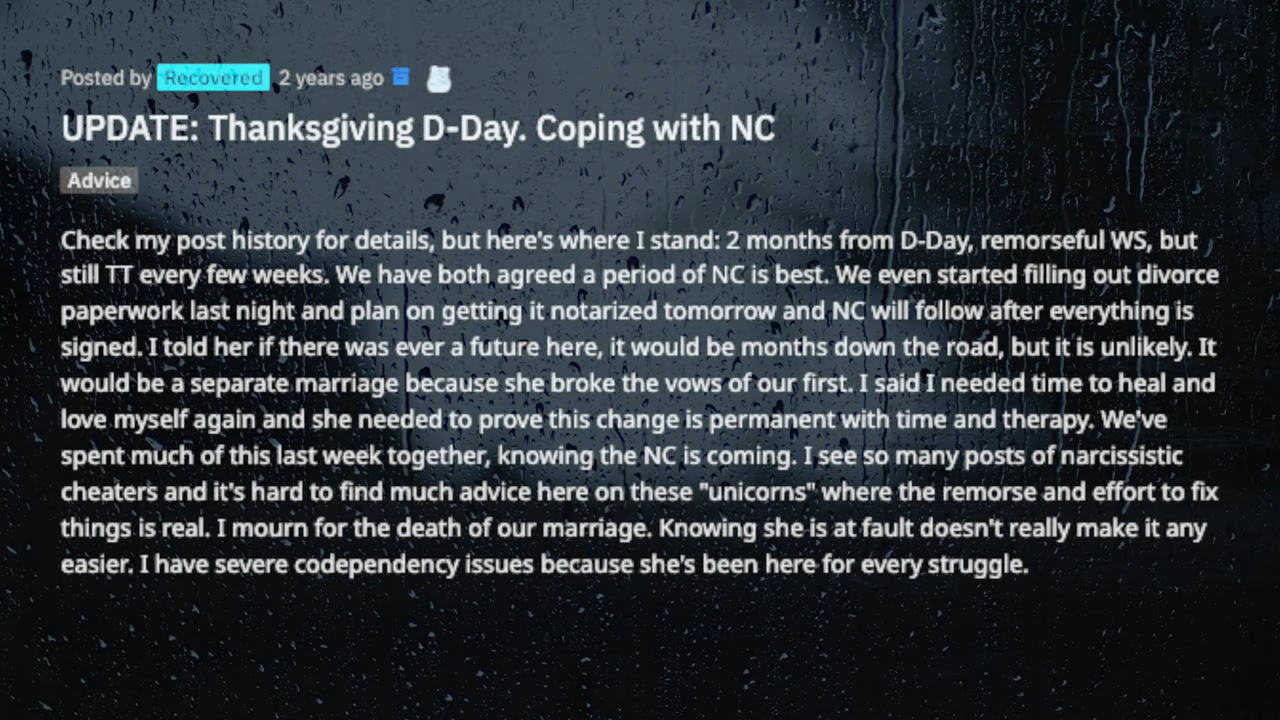 Posted by Recovered 2 years ago
UPDATE: Thanksgiving D-Day. Coping with NC
Advice
Check my post history for details, but here's where I stand: 2 months from D-Day, remorseful WS, but
still TT every few weeks. We have both agreed a period of NC is best. We even started filling out divorce
paperwork last night and plan on getting it notarized tomorrow and NC will follow after everything is
signed. I told her if there was ever a future here, it would be months down the road, but it is unlikely. It
would be a separate marriage because she broke the vows of our first. I said I needed time to heal and
love myself again and she needed to prove this change is permanent with time and therapy. We've
spent much of this last week together, knowing the NC is coming. I see so many posts of narcissistic
cheaters and it's hard to find much advice here on these "unicorns" where the remorse and effort to fix
things is real. I mourn for the death of our marriage. Knowing she is at fault doesn't really make it any
easier. I have severe codependency issues because she's been here for every struggle.